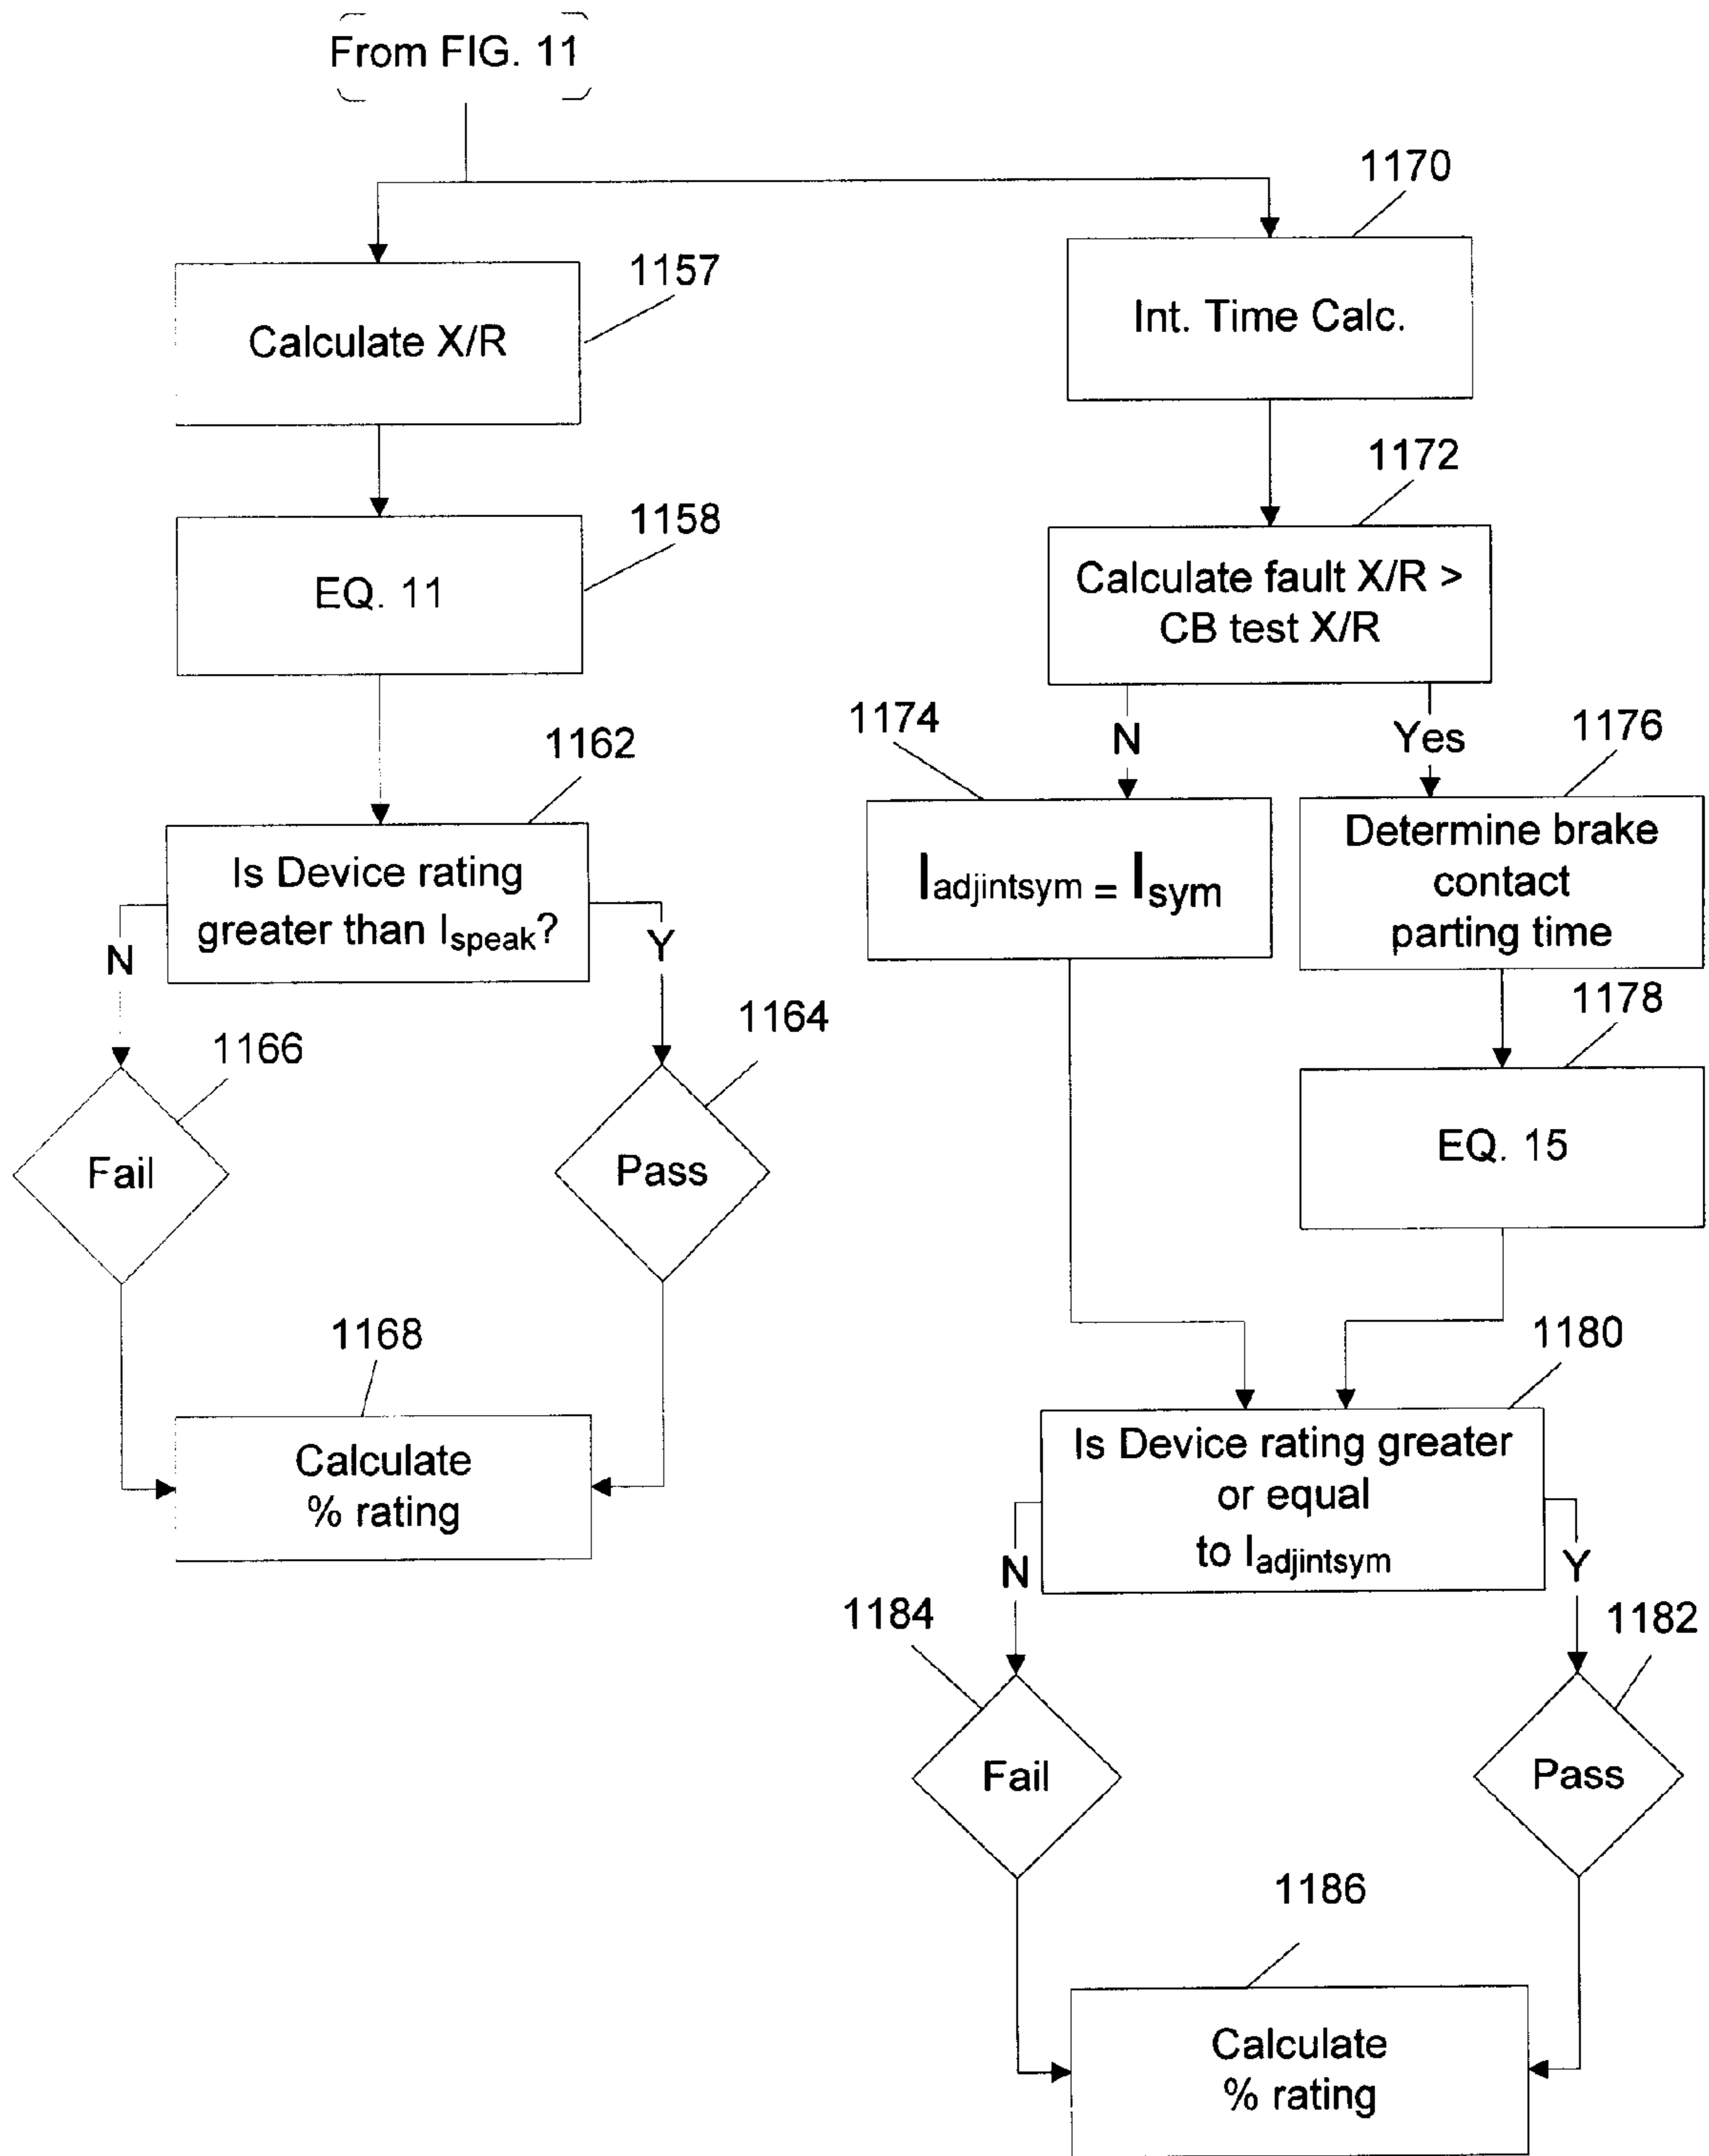 From FIG. 11
1170
1157
Calculate X/R
Int. Time Calc.
1172
1158
EQ. 11
Calculate fault X/R >
CB test X/R
1174
N
Yes
1176
1162
Is Device rating
greater than Ispeak?
N
Y
Iadjintsym = Isym
Determine brake
contact
parting time
1178
1166
1164
Fail
Pass
EQ. 15
1168
1180
Calculate
% rating
Is Device rating greater
or equal
to Iadjintsym
N
Y
1184
1182
Fail
Pass
1186
Calculate
% rating